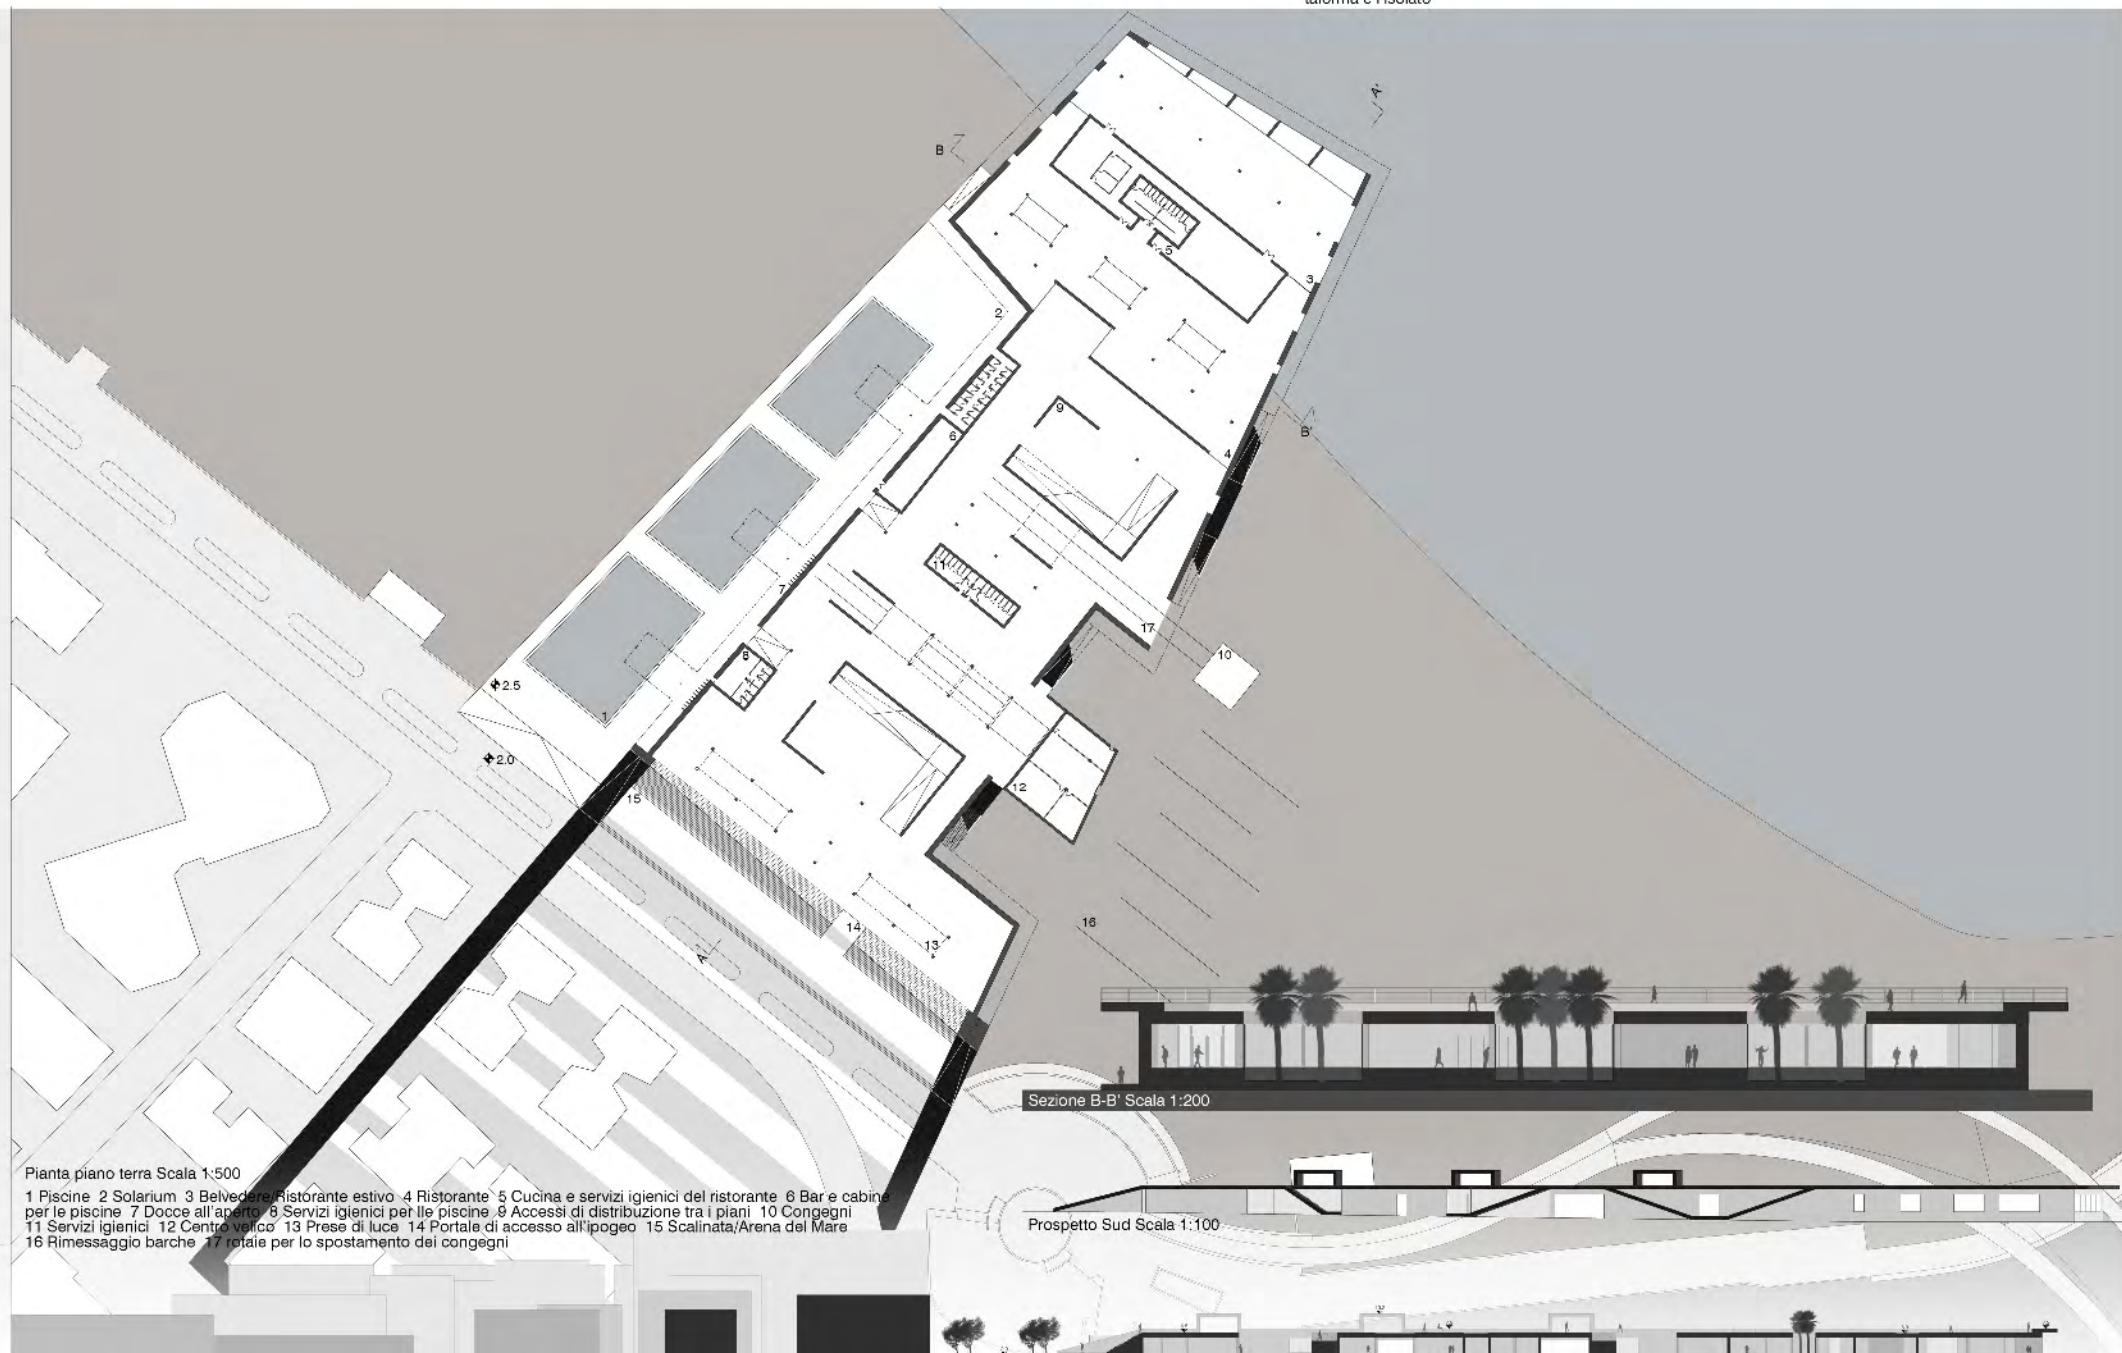 taforma e l'isolato
A'
B
5
3
2
9
6
4
B'
11
7
17
8
10
2.5
1
2.0
12
15
16
14
13
A
Sezione B-B' Scala 1:200
Pianta piano terra Scala 1:500
1 Piscine 2 Solarium 3 Belvedere/Ristorante estivo 4 Ristorante 5 Cucina e servizi igienici del ristorante 6 Bar e cabine
per le piscine 7 Docce all'aperto 8 Servizi igienici per lle piscine 9 Accessi di distribuzione tra i piani 10 Congegni
11 Servizi igienici 12 Centro velico 13 Prese di luce 14 Portale di accesso all'ipogeo 15 Scalinata/Arena del Mare
16 Rimessaggio barche 17 rotaie per lo spostamento dei congegni
Prospetto Sud Scala 1:100